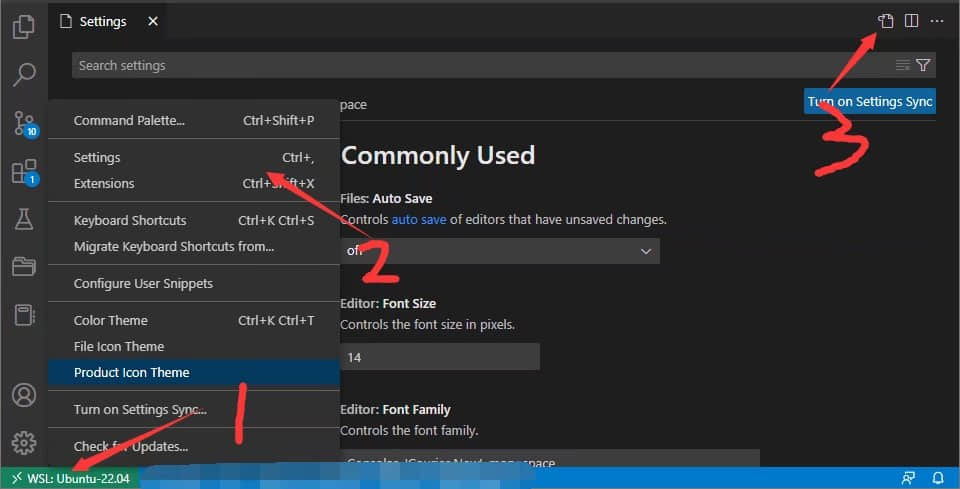 Settings
Search settings
pace
Turn on Settings Sync
3
Command Palette... Ctrl+Shift+P
Settings Ctrl+,
Extensions Ctrl+Shift+X
Keyboard Shortcuts Ctrl+K Ctrl+S
Migrate Keyboard Shortcuts from...
Configure User Snippets
Color Theme Ctrl+K Ctrl+T
File Icon Theme
Product Icon Theme
Turn on Settings Sync...
Check for Updates...
10
1
Commonly Used
Files: Auto Save
Controls auto save of editors that have unsaved changes.
off
2
Editor: Font Size
Controls the font size in pixels.
14
Editor: Font Family
Controls the font family.
1
WSL: Ubuntu-22.04